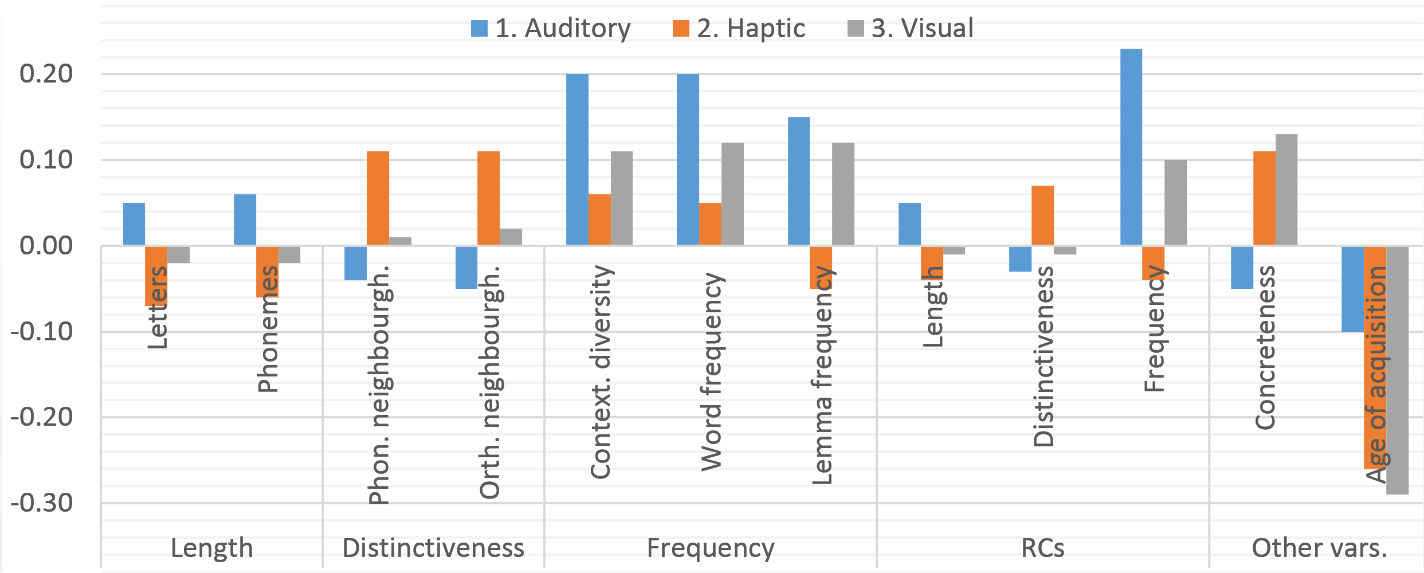 1. Auditory 2. Haptic 3. Visual
0.20
0.10
0.00
-0.10
-0.20
-0.30
Letters
Phonemes
Phon. neighbourgh.
Orth. neighbourgh.
Context. diversity
Word frequency
Lemma frequency
Length
Distinctiveness
Frequency
Concreteness
Age of acquisition
Length Distinctiveness Frequency RCs Other vars.